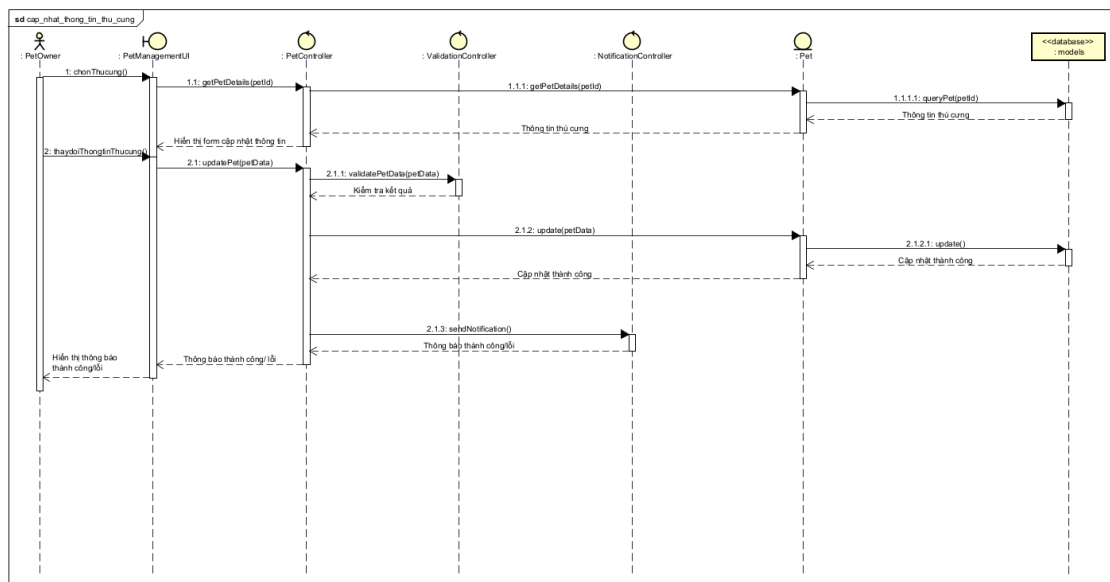 sd cap_nhat_thong_tin_thu_cung
: PetOwner
: PetManagementUI
: PetController
: ValidationController
: NotificationController
: Pet
<<database>>
: models
1: chonThucung()
1.1: getPetDetails(petId)
1.1.1: getPetDetails(petId)
1.1.1.1: queryPet(petId)
Thông tin thú cưng
Thông tin thú cưng
Hiển thị form cập nhật thông tin
2: thaydoiThongtinThucung()
2.1: updatePet(petData)
2.1.1: validatePetData(petData)
Kiểm tra kết quả
2.1.2: update(petData)
2.1.2.1: update()
Cập nhật thành công
Cập nhật thành công
2.1.3: sendNotification()
Thông báo thành công/lỗi
Thông báo thành công/ lỗi
Hiển thị thông báo
thành công/lỗi